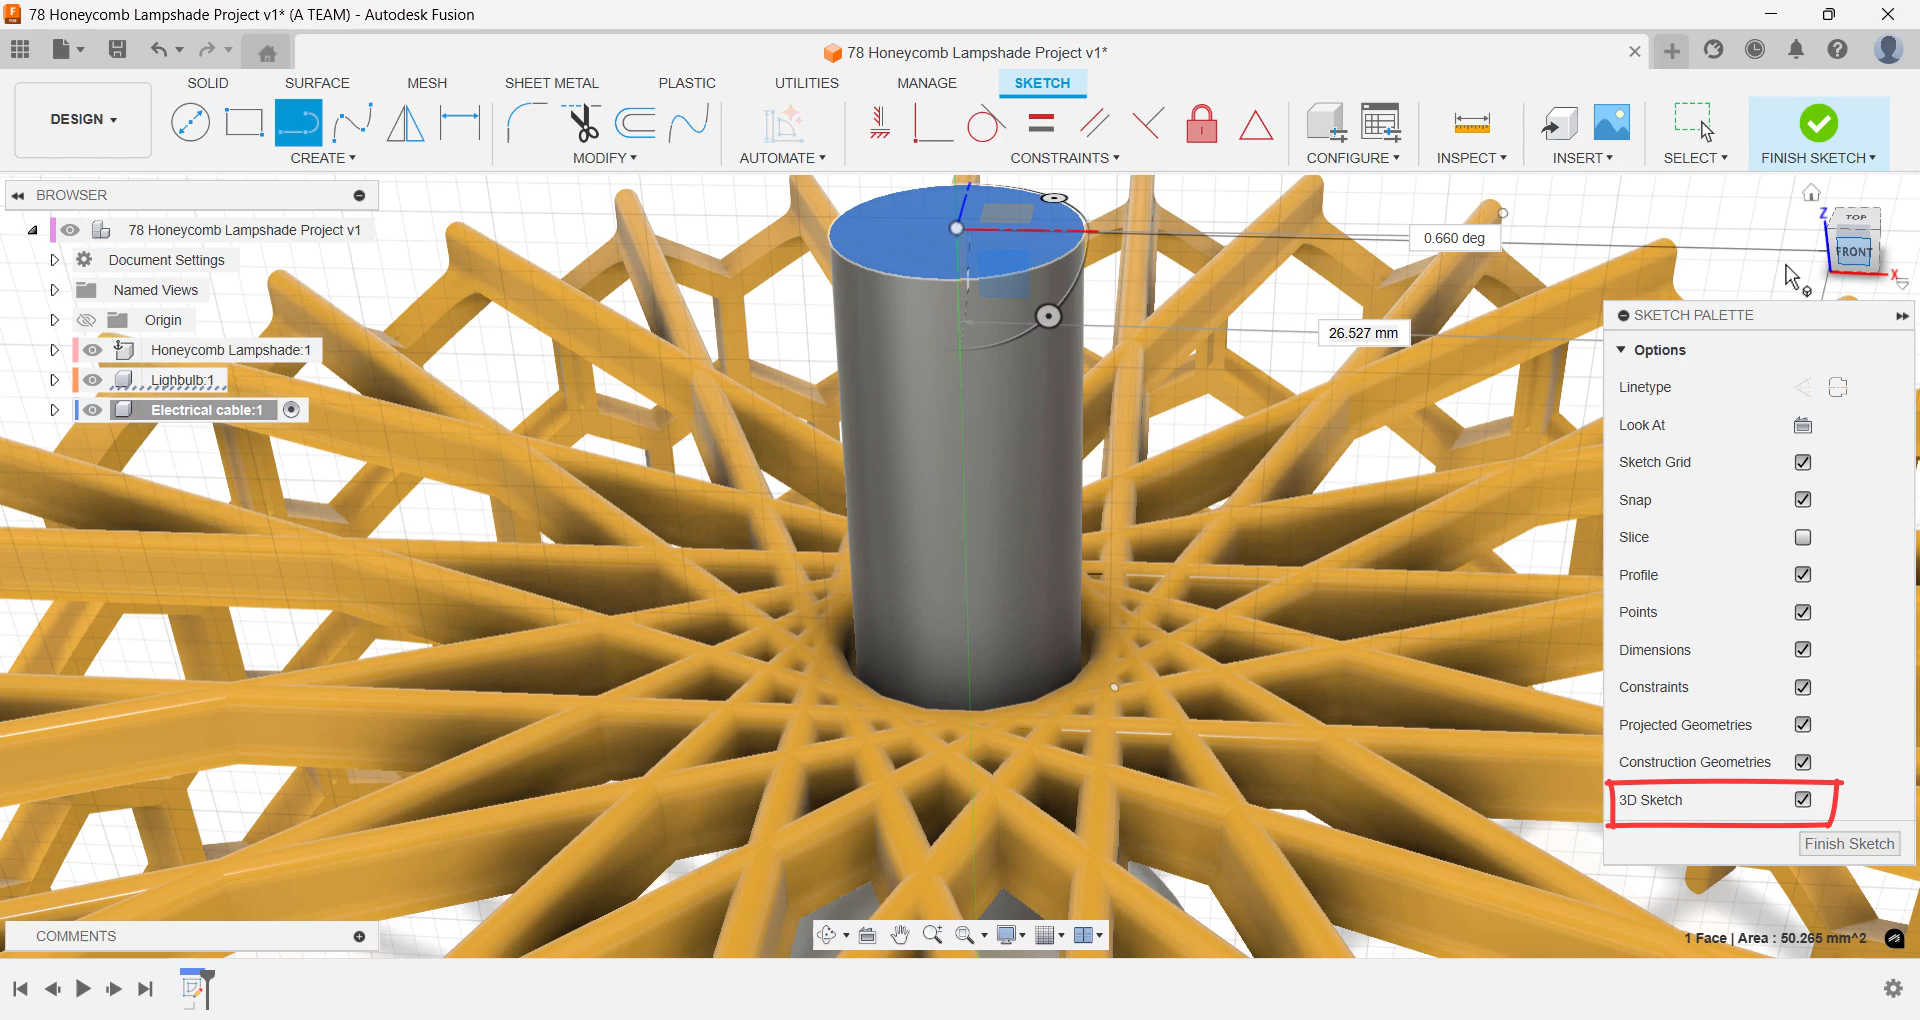 78 Honeycomb Lampshade Project v1* (A TEAM) - Autodesk Fusion
78 Honeycomb Lampshade Project v1*
SOLID SURFACE MESH SHEET METAL PLASTIC UTILITIES MANAGE SKETCH
DESIGN
CREATE MODIFY AUTOMATE CONSTRAINTS CONFIGURE INSPECT INSERT SELECT FINISH SKETCH
BROWSER
78 Honeycomb Lampshade Project v1
Document Settings
Named Views
Origin
Honeycomb Lampshade:1
Lighbulb:1
Electrical cable:1
0.660 deg
26.527 mm
Z
TOP
FRONT
X
SKETCH PALETTE
Options
Linetype
Look At
Sketch Grid
Snap
Slice
Profile
Points
Dimensions
Constraints
Projected Geometries
Construction Geometries
3D Sketch
Finish Sketch
COMMENTS
1 Face | Area : 50.265 mm^2